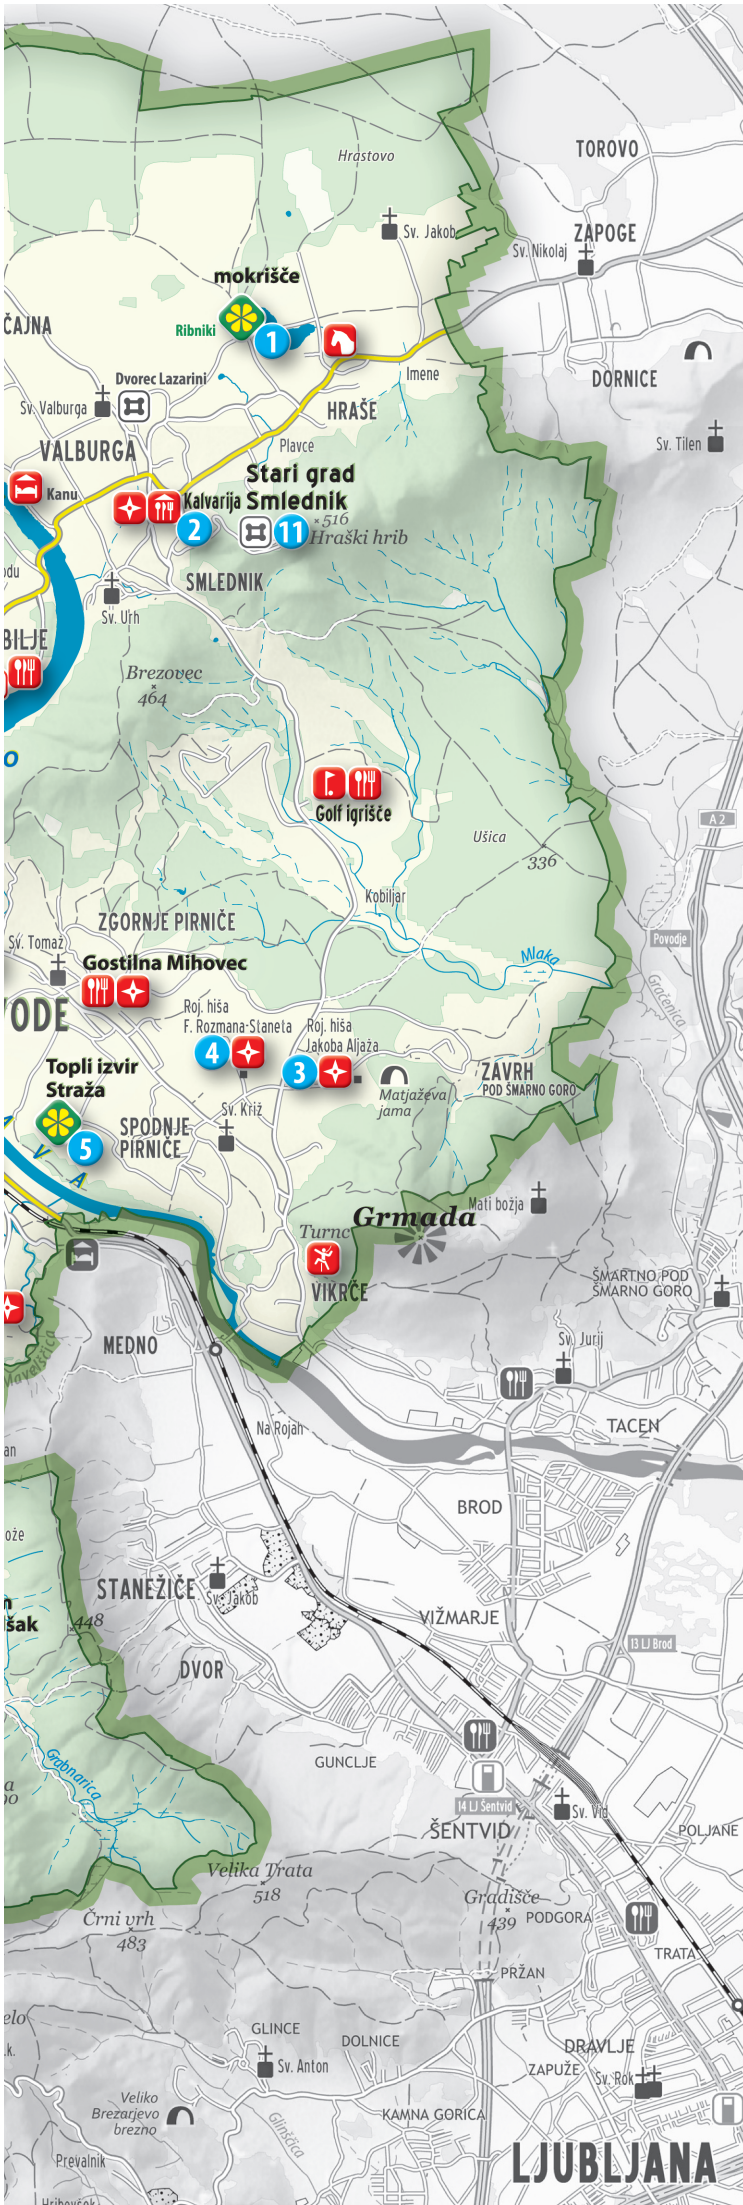 Hrastovo
TOROVO
Sv. Jakob
ZAPOGE
Sv. Nikolaj
mokrišče
Ribniki
1
ČAJNA
Imene
DORNICE
Dvorec Lazarini
Sv. Valburga
HRAŠE
VALBURGA
Plavce
Sv. Tilen
Kanu
Stari grad
Smlednik
Kalvarija
2
11
516
Hraški hrib
SMLEDNIK
Sv. Urh
BILJE
Brezovec
464
Golf igrišče
A 2
Ušica
336
Kobiljar
ZGORNJE PIRNIČE
Sv. Tomaž
Povodje
Mlaka
Gostilna Mihovec
Gračanica
VODE
Roj. hiša
F. Rozmana-Staneta
4
Roj. hiša
Jakoba Aljaža
3
Topli izvir
Straža
5
ZAVRH
POD ŠMARNO GORO
Matjaževa
jama
Sv. Križ
SPODNJE
PIRNIČE
V
A
Mati božja
Grmada
Turnc
VIKRČE
ŠMARTNO POD
ŠMARNO GORO
MEDNO
Sv. Jurij
Mavelščica
Na Rojah
TACEN
BROD
STANEŽIČE
Sv. Jakob
VIŽMARJE
448
13 LJ Brod
DVOR
Grabnarica
GUNCLJE
14 LJ Šentvid
Sv. Vid
ŠENTVID
POLJANE
Velika Trata
518
Gradišče
439
PODGORA
Črni vrh
483
TRATA
PRŽAN
GLINCE
DOLNICE
DRAVLJE
Sv. Anton
ZAPUŽE
Sv. Rok
Veliko
Brezarjevo
brezno
KAMNA GORICA
Glinščica
Prevalnik
LJUBLJANA